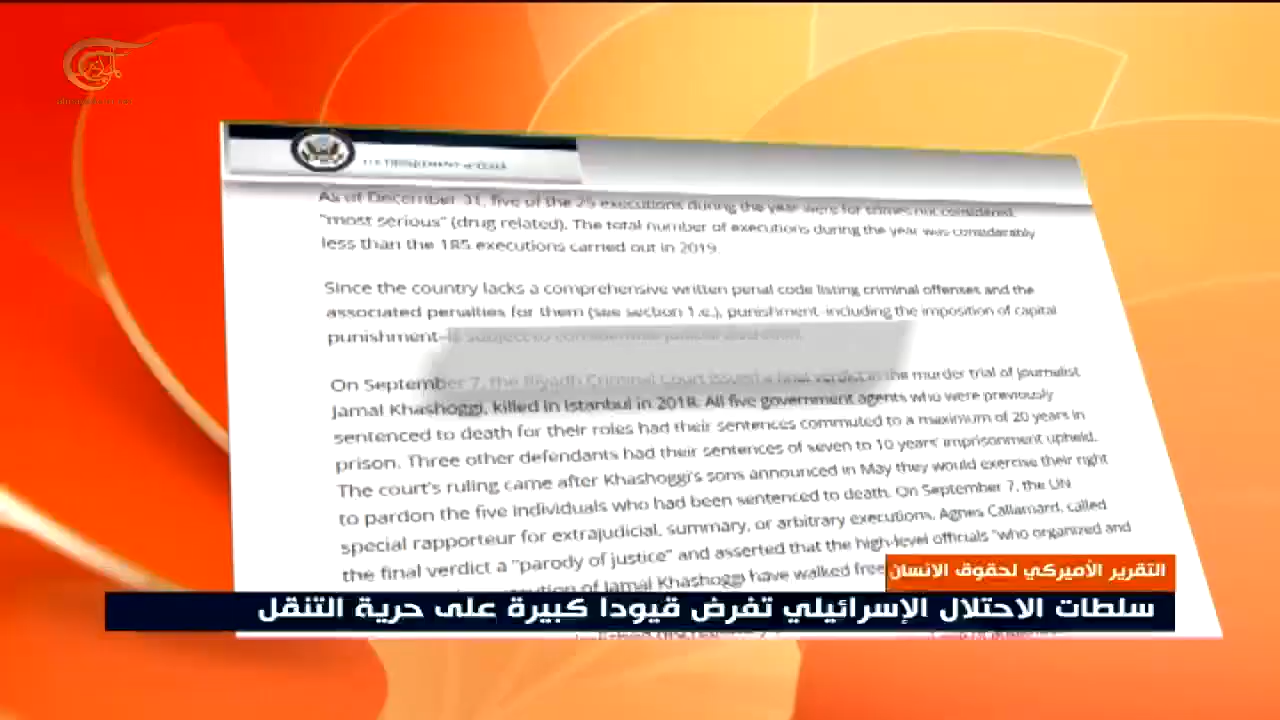 الميادين
U.S. DEPARTMENT of STATE
As of December 31, five of the 25 executions during the year were for crimes not considered
"most serious" (drug related). The total number of executions during the year was considerably
less than the 185 executions carried out in 2019.
Since the country lacks a comprehensive written penal code listing criminal offenses and the
associated penalties for them (see section 1.e.), punishment–including the imposition of capital
punishment–is subject to considerable judicial discretion.
On September 7, the Riyadh Criminal Court issued a final verdict in the murder trial of journalist
Jamal Khashoggi, killed in Istanbul in 2018. All five government agents who were previously
sentenced to death for their roles had their sentences commuted to a maximum of 20 years in
prison. Three other defendants had their sentences of seven to 10 years' imprisonment upheld.
The court's ruling came after Khashoggi's sons announced in May they would exercise their right
to pardon the five individuals who had been sentenced to death. On September 7, the UN
special rapporteur for extrajudicial, summary, or arbitrary executions, Agnes Callamard, called
the final verdict a "parody of justice" and asserted that the high-level officials "who organized and
of Jamal Khashoggi have walked free
التقرير الأميركي لحقوق الانسان
سلطات الاحتلال الإسرائيلي تفرض قيودا كبيرة على حرية التنقل